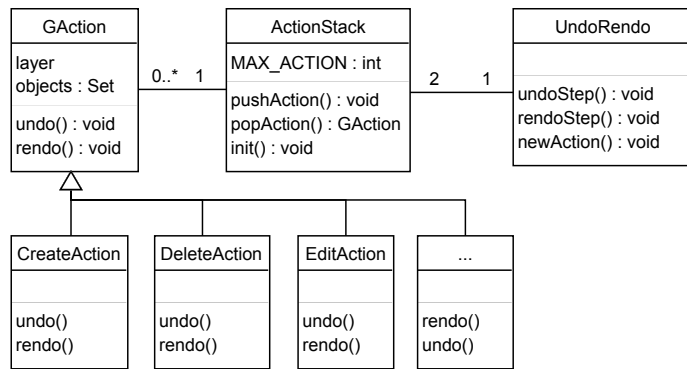 GAction
layer
objects : Set
undo() : void
rendo() : void
0..* 1
ActionStack
MAX_ACTION : int
pushAction() : void
popAction() : GAction
init() : void
2 1
UndoRendo
undoStep() : void
rendoStep() : void
newAction() : void
CreateAction
undo()
rendo()
DeleteAction
undo()
rendo()
EditAction
undo()
rendo()
...
rendo()
undo()